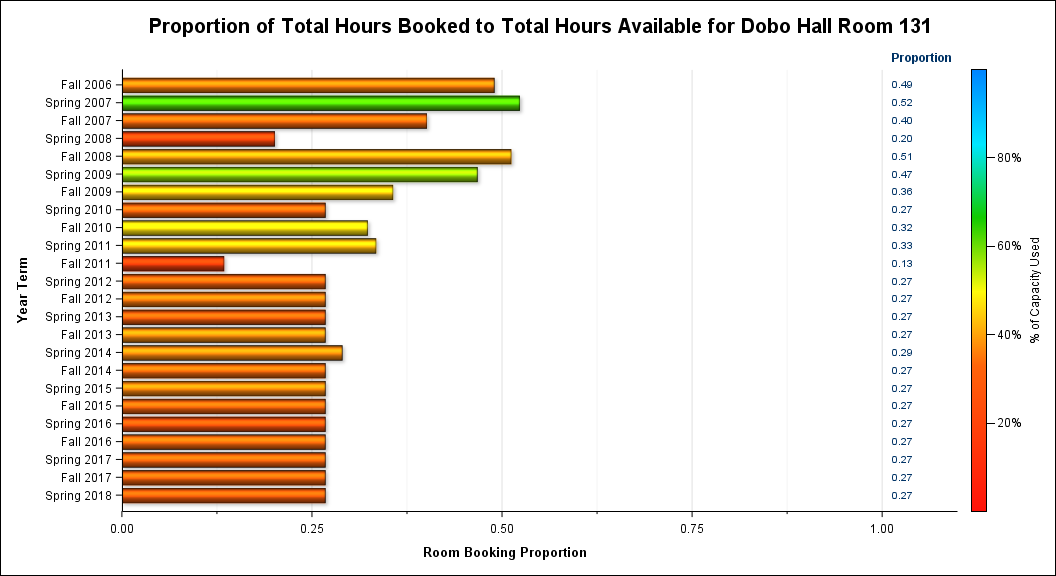 Proportion of Total Hours Booked to Total Hours Available for Dobo Hall Room 131
Proportion
Fall 2006 0.49
Spring 2007 0.52
Fall 2007 0.40
Spring 2008 0.20
Fall 2008 0.51
Spring 2009 0.47
Fall 2009 0.36
Spring 2010 0.27
Fall 2010 0.32
Spring 2011 0.33
Fall 2011 0.13
Spring 2012 0.27
Fall 2012 0.27
Spring 2013 0.27
Fall 2013 0.27
Spring 2014 0.29
Fall 2014 0.27
Spring 2015 0.27
Fall 2015 0.27
Spring 2016 0.27
Fall 2016 0.27
Spring 2017 0.27
Fall 2017 0.27
Spring 2018 0.27
Year Term
0.00 0.25 0.50 0.75 1.00
Room Booking Proportion
80%
60%
40%
20%
% of Capacity Used